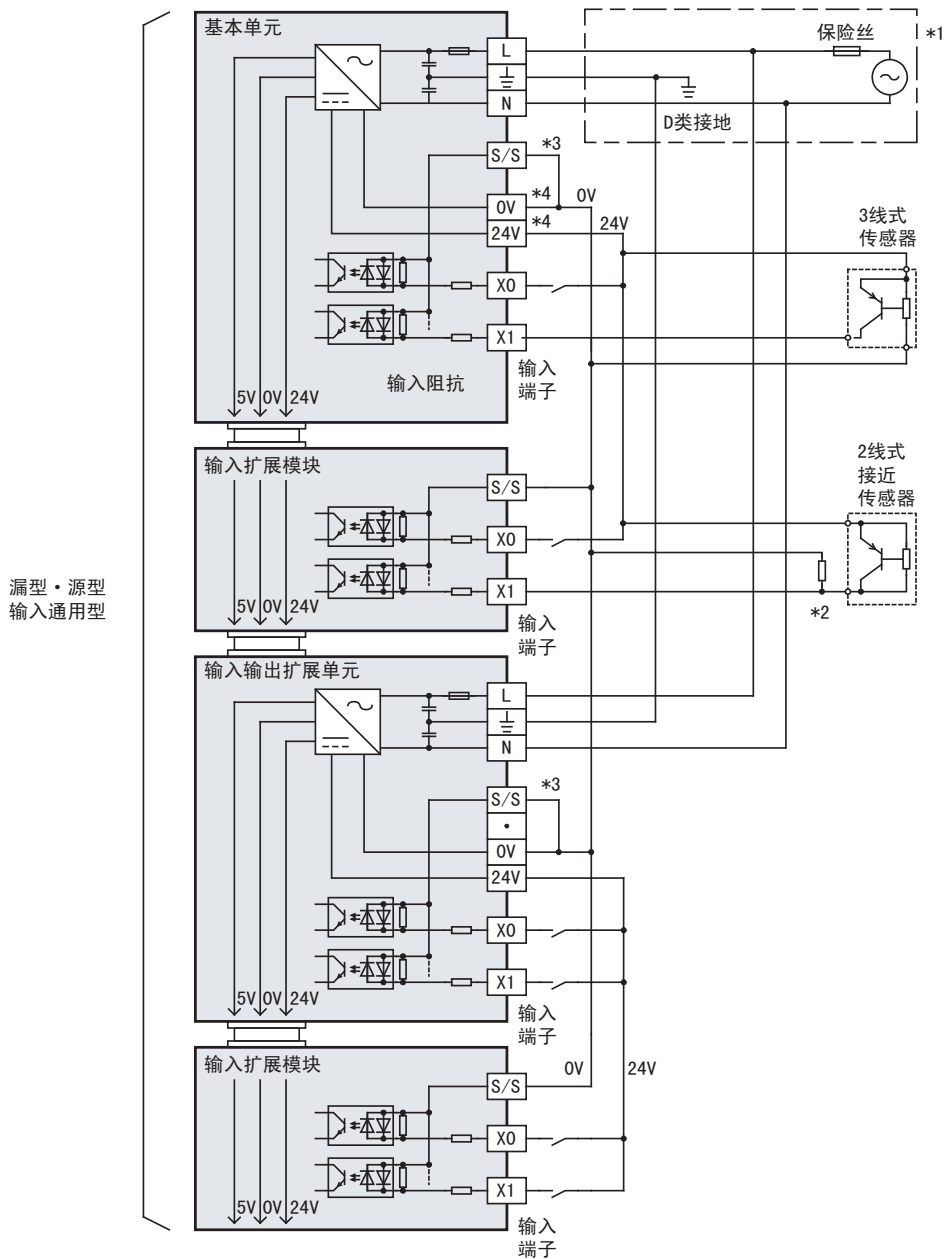 基本单元
L
N
S/S
*3
0V
*4
24V
*4
X0
X1
输入阻抗
输入
端子
5V 0V 24V
保险丝
*1
D类接地
0V
24V
3线式
传感器
输入扩展模块
S/S
X0
X1
输入
端子
5V 0V 24V
2线式
接近
传感器
*2
漏型・源型
输入通用型
输入输出扩展单元
L
N
S/S
*3
•
0V
24V
X0
X1
输入
端子
5V 0V 24V
输入扩展模块
S/S
0V
24V
X0
X1
输入
端子
5V 0V 24V